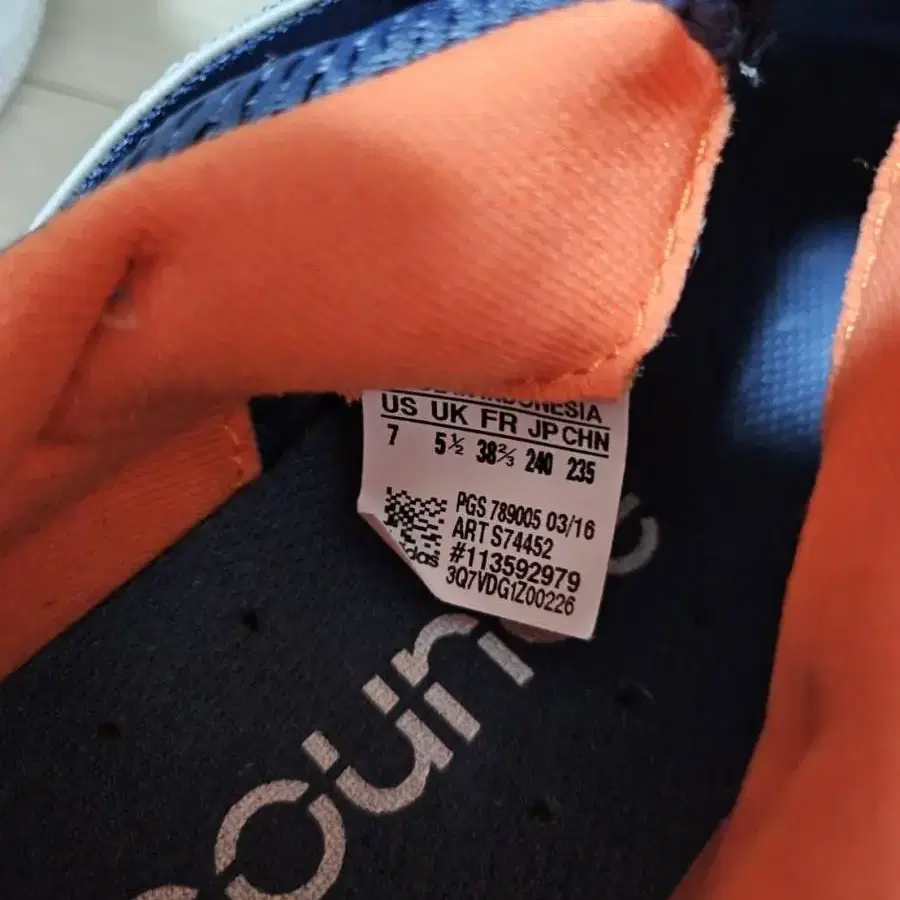 INDONESIA
US UK FR JP CHN
7 5½ 38⅔ 240 235
PGS 789005 03/16
ART S74452
#113592979
3Q7VDG1Z00226